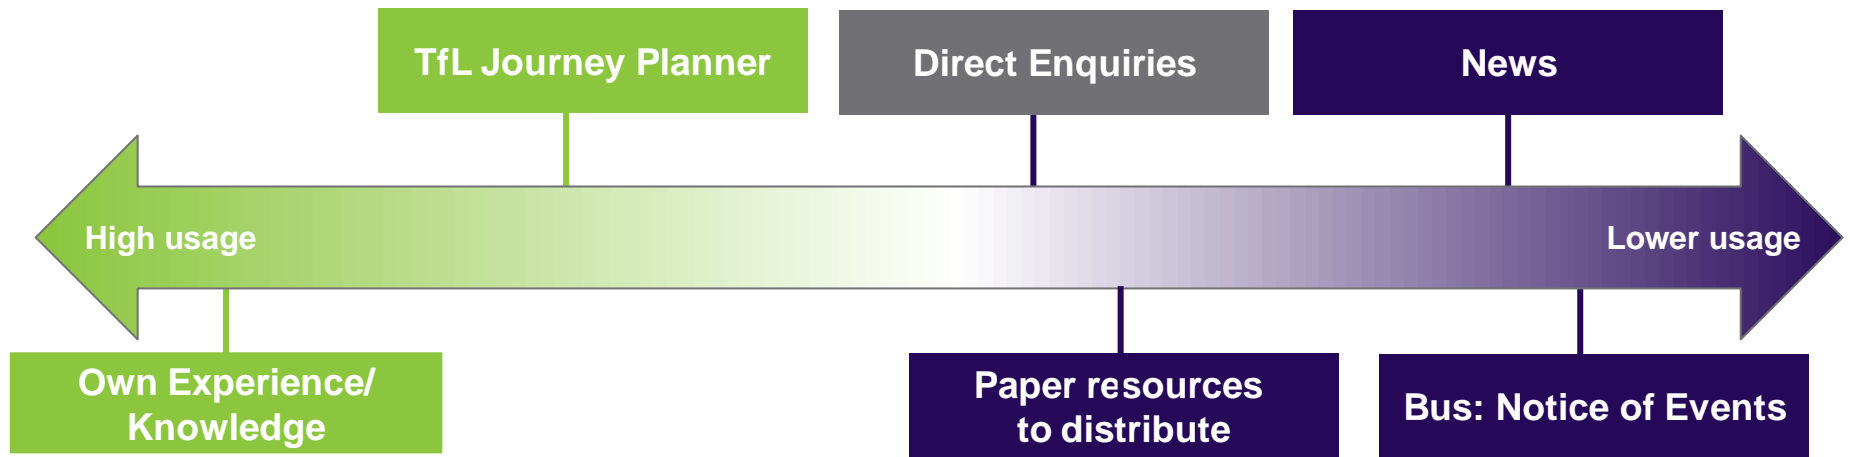 TfL Journey Planner
Direct Enquiries
News
High usage
Lower usage
Own Experience/
Knowledge
Paper resources
to distribute
Bus: Notice of Events